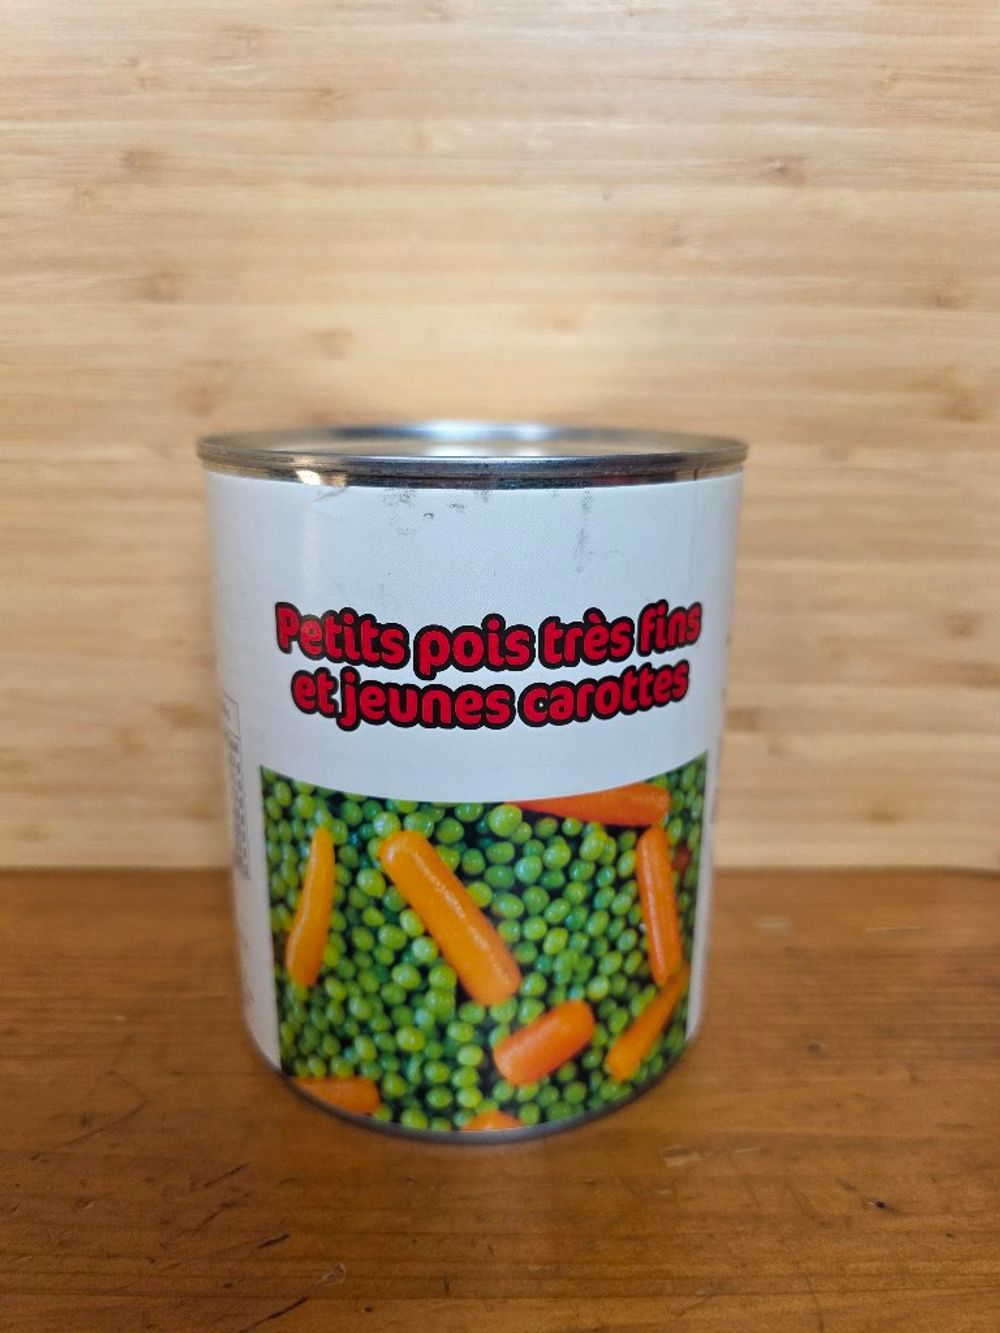 Petits pois très fins
et jeunes carottes